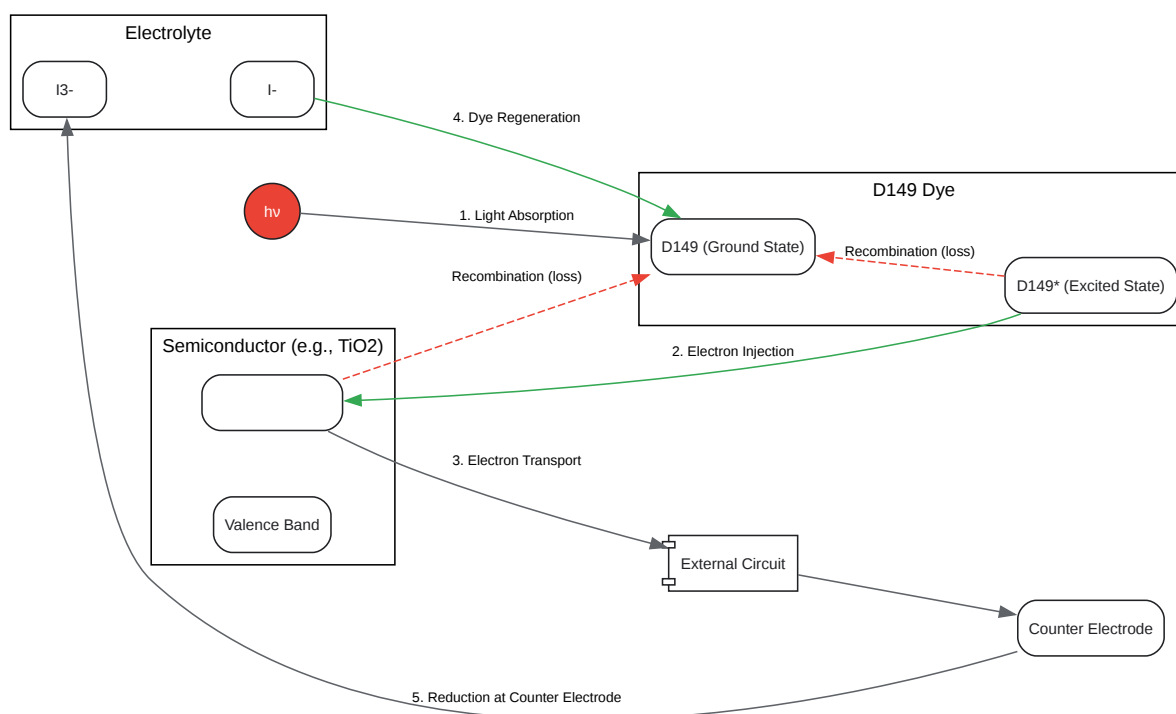 Electrolyte
I3-
I-
4. Dye Regeneration
D149 Dye
hν
1. Light Absorption
D149 (Ground State)
Recombination (loss)
D149* (Excited State)
Recombination (loss)
Semiconductor (e.g., TiO2)
2. Electron Injection
3. Electron Transport
Valence Band
External Circuit
Counter Electrode
5. Reduction at Counter Electrode